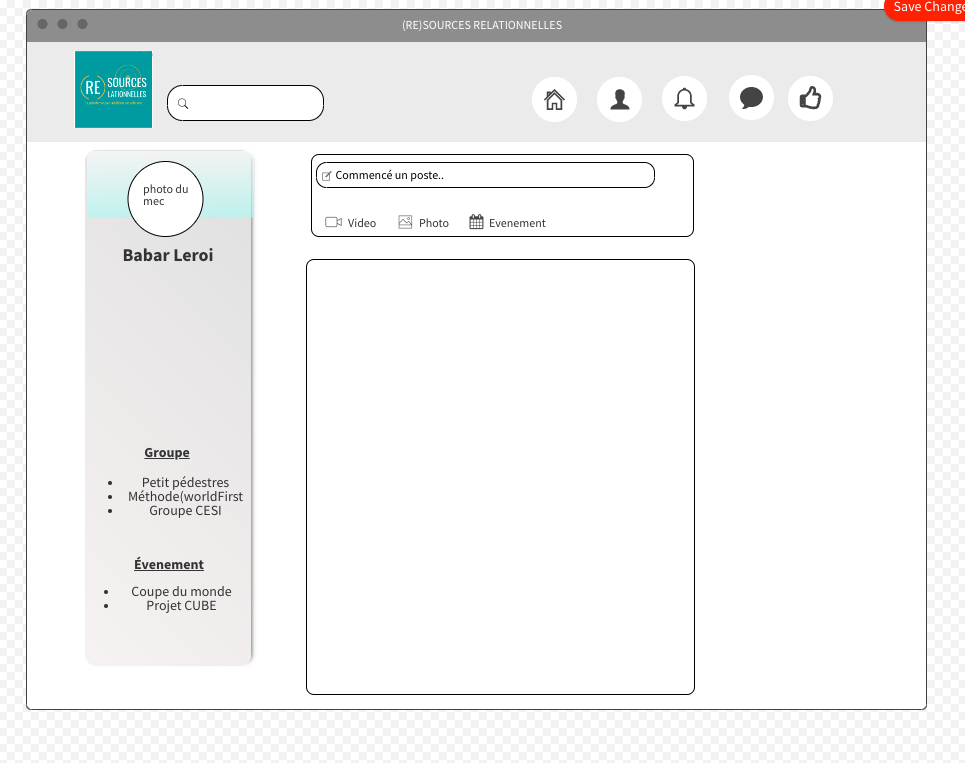 Save Change
(RE)SOURCES RELATIONNELLES
(RE) SOURCES
LATIONNELLES
photo du
mec
Babar Leroi
Commencé un poste..
Video
Photo
Evenement
Groupe
Petit pédestres
Méthode(worldFirst
Groupe CESI
Évenement
Coupe du monde
Projet CUBE